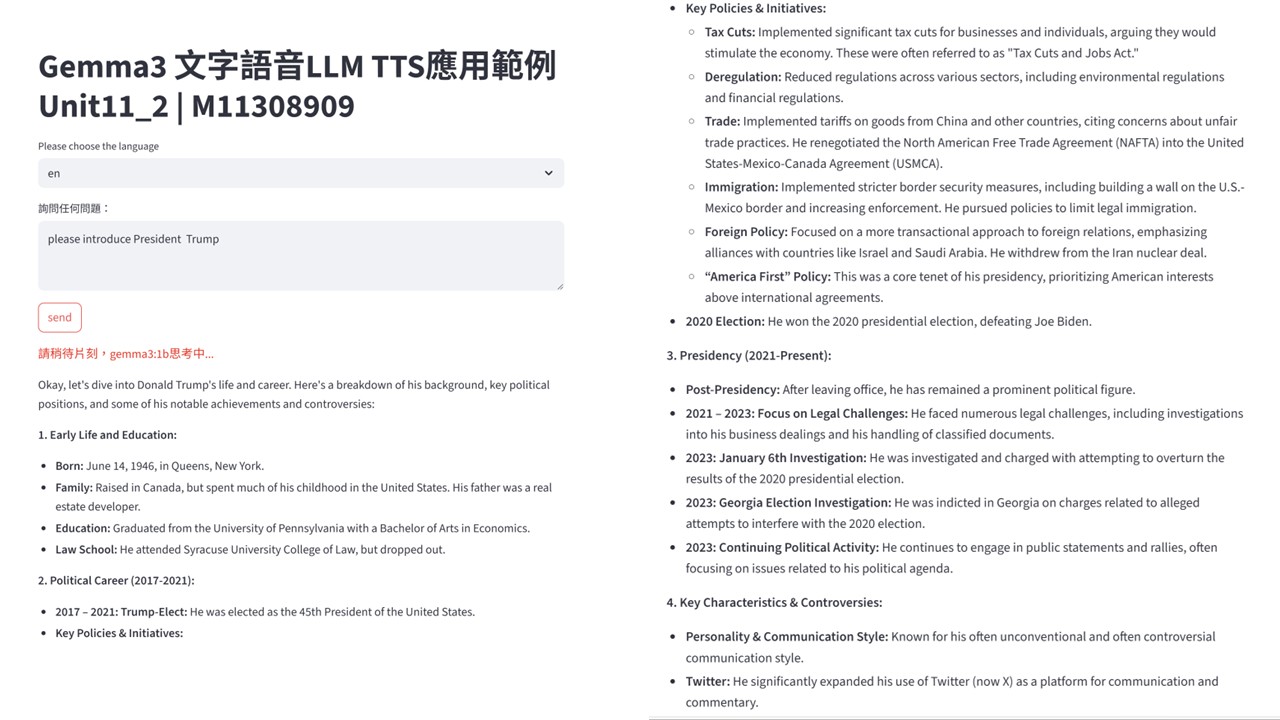 Gemma3 文字語音LLM TTS應用範例
Unit11_2 | M11308909
Please choose the language
en
詢問任何問題：
please introduce President  Trump
send
請稍待片刻，gemma3:1b思考中...
Okay, let's dive into Donald Trump's life and career. Here's a breakdown of his background, key political
positions, and some of his notable achievements and controversies:
1. Early Life and Education:
• Born: June 14, 1946, in Queens, New York.
• Family: Raised in Canada, but spent much of his childhood in the United States. His father was a real
estate developer.
• Education: Graduated from the University of Pennsylvania with a Bachelor of Arts in Economics.
• Law School: He attended Syracuse University College of Law, but dropped out.
2. Political Career (2017-2021):
• 2017 – 2021: Trump-Elect: He was elected as the 45th President of the United States.
• Key Policies & Initiatives:
• Key Policies & Initiatives:
○ Tax Cuts: Implemented significant tax cuts for businesses and individuals, arguing they would
stimulate the economy. These were often referred to as "Tax Cuts and Jobs Act."
○ Deregulation: Reduced regulations across various sectors, including environmental regulations
and financial regulations.
○ Trade: Implemented tariffs on goods from China and other countries, citing concerns about unfair
trade practices. He renegotiated the North American Free Trade Agreement (NAFTA) into the United
States-Mexico-Canada Agreement (USMCA).
○ Immigration: Implemented stricter border security measures, including building a wall on the U.S.-
Mexico border and increasing enforcement. He pursued policies to limit legal immigration.
○ Foreign Policy: Focused on a more transactional approach to foreign relations, emphasizing
alliances with countries like Israel and Saudi Arabia. He withdrew from the Iran nuclear deal.
○ “America First” Policy: This was a core tenet of his presidency, prioritizing American interests
above international agreements.
• 2020 Election: He won the 2020 presidential election, defeating Joe Biden.
3. Presidency (2021-Present):
• Post-Presidency: After leaving office, he has remained a prominent political figure.
• 2021 – 2023: Focus on Legal Challenges: He faced numerous legal challenges, including investigations
into his business dealings and his handling of classified documents.
• 2023: January 6th Investigation: He was investigated and charged with attempting to overturn the
results of the 2020 presidential election.
• 2023: Georgia Election Investigation: He was indicted in Georgia on charges related to alleged
attempts to interfere with the 2020 election.
• 2023: Continuing Political Activity: He continues to engage in public statements and rallies, often
focusing on issues related to his political agenda.
4. Key Characteristics & Controversies:
• Personality & Communication Style: Known for his often unconventional and often controversial
communication style.
• Twitter: He significantly expanded his use of Twitter (now X) as a platform for communication and
commentary.